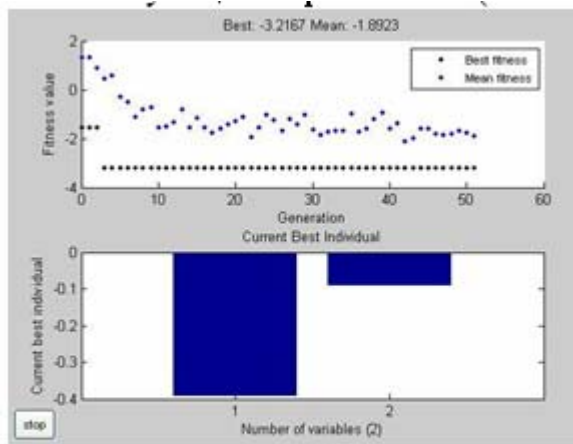 Best: -3.2167 Mean: -1.8923
2
0
-2
-4
Fitness value
Best fitness
Mean fitness
0 10 20 30 40 50 60
Generation
Current Best Individual
0
-0.1
-0.2
-0.3
-0.4
Current best individual
1 2
Number of variables (2)
stop